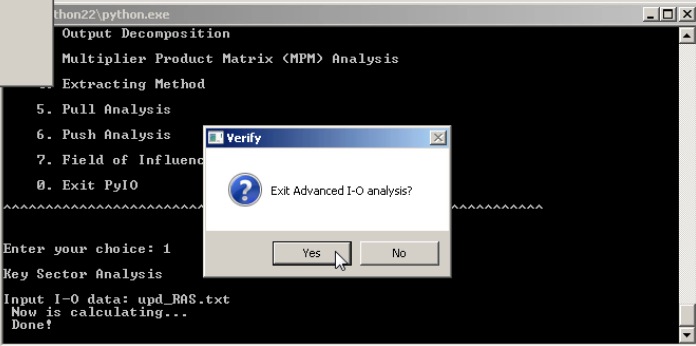 thon22\python.exe
Output Decomposition
Multiplier Product Matrix (MPM) Analysis
Extracting Method
5. Pull Analysis
6. Push Analysis
7. Field of Influenc
0. Exit PyIO
^^^^^^^^^^^^^^^^^^^^^^^^^^^^^^^^^^^^^^^^^^^^^^^^^^^^^^^^^^^^^^^^
Verify
Exit Advanced I-O analysis?
Yes
No
Enter your choice: 1
Key Sector Analysis
Input I-O data: upd_RAS.txt
Now is calculating...
Done!